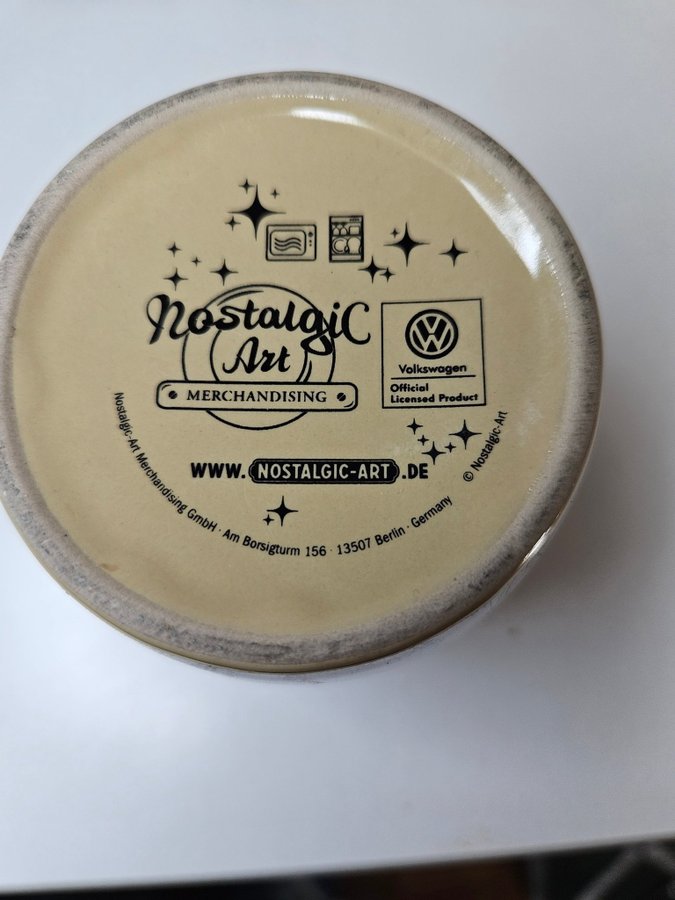 Nostalgic
Art
MERCHANDISING
VW
Volkswagen
Official
Licensed Product
WWW.NOSTALGIC-ART.DE
© Nostalgic-Art
Nostalgic-Art Merchandising GmbH · Am Borsigturm 156 · 13507 Berlin · Germany